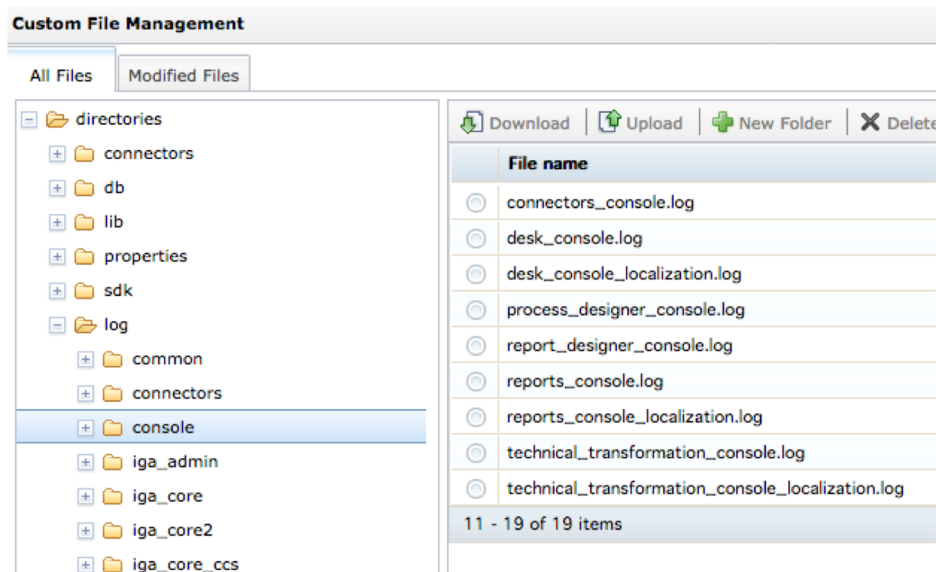 Custom File Management
All Files
Modified Files
directories
connectors
db
lib
properties
sdk
log
common
connectors
console
iga_admin
iga_core
iga_core2
iga_core_ccs
Download
Upload
New Folder
Delete
File name
connectors_console.log
desk_console.log
desk_console_localization.log
process_designer_console.log
report_designer_console.log
reports_console.log
reports_console_localization.log
technical_transformation_console.log
technical_transformation_console_localization.log
11 - 19 of 19 items